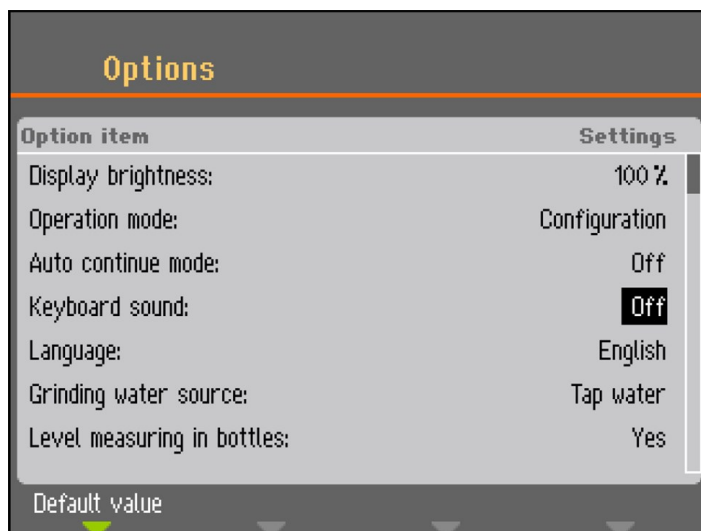 Options
Option item Settings
Display brightness: 100 %
Operation mode: Configuration
Auto continue mode: Off
Keyboard sound: Off
Language: English
Grinding water source: Tap water
Level measuring in bottles: Yes
Default value